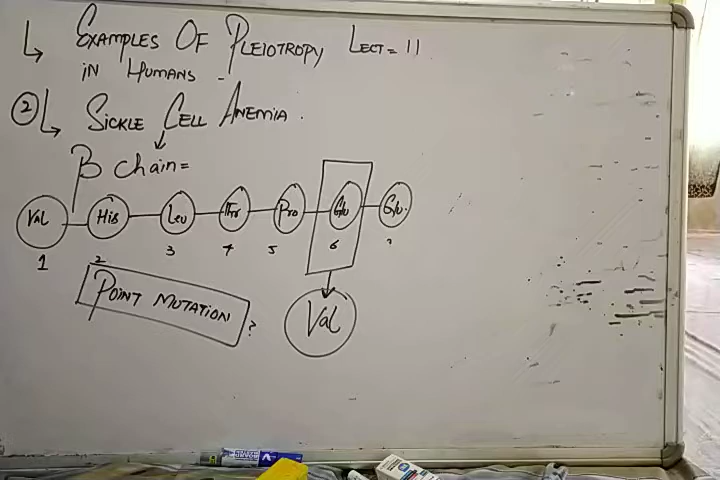 ↳ EXAMPLES OF PLEIOTROPY LECT = 11
IN HUMANS -
② ↳ SICKLE CELL ANEMIA.
β chain =
Val His Leu Thr Pro Glu Glu.
1 2 3 4 5 6 7
POINT MUTATION ?
Val